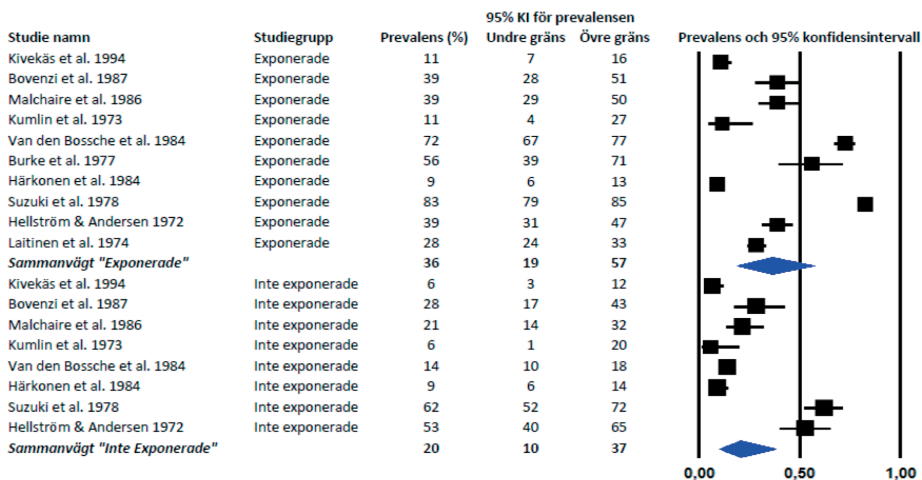 95% KI för prevalensen
Studie namn Studiegrupp Prevalens (%) Undre gräns Övre gräns Prevalens och 95% konfidensintervall
Kivekäs et al. 1994 Exponerade 11 7 16
Bovenzi et al. 1987 Exponerade 39 28 51
Malchaire et al. 1986 Exponerade 39 29 50
Kumlin et al. 1973 Exponerade 11 4 27
Van den Bossche et al. 1984 Exponerade 72 67 77
Burke et al. 1977 Exponerade 56 39 71
Härkonen et al. 1984 Exponerade 9 6 13
Suzuki et al. 1978 Exponerade 83 79 85
Hellström & Andersen 1972 Exponerade 39 31 47
Laitinen et al. 1974 Exponerade 28 24 33
Sammanvägt "Exponerade" 36 19 57
Kivekäs et al. 1994 Inte exponerade 6 3 12
Bovenzi et al. 1987 Inte exponerade 28 17 43
Malchaire et al. 1986 Inte exponerade 21 14 32
Kumlin et al. 1973 Inte exponerade 6 1 20
Van den Bossche et al. 1984 Inte exponerade 14 10 18
Härkonen et al. 1984 Inte exponerade 9 6 14
Suzuki et al. 1978 Inte exponerade 62 52 72
Hellström & Andersen 1972 Inte exponerade 53 40 65
Sammanvägt "Inte Exponerade" 20 10 37
0,00 0,50 1,00